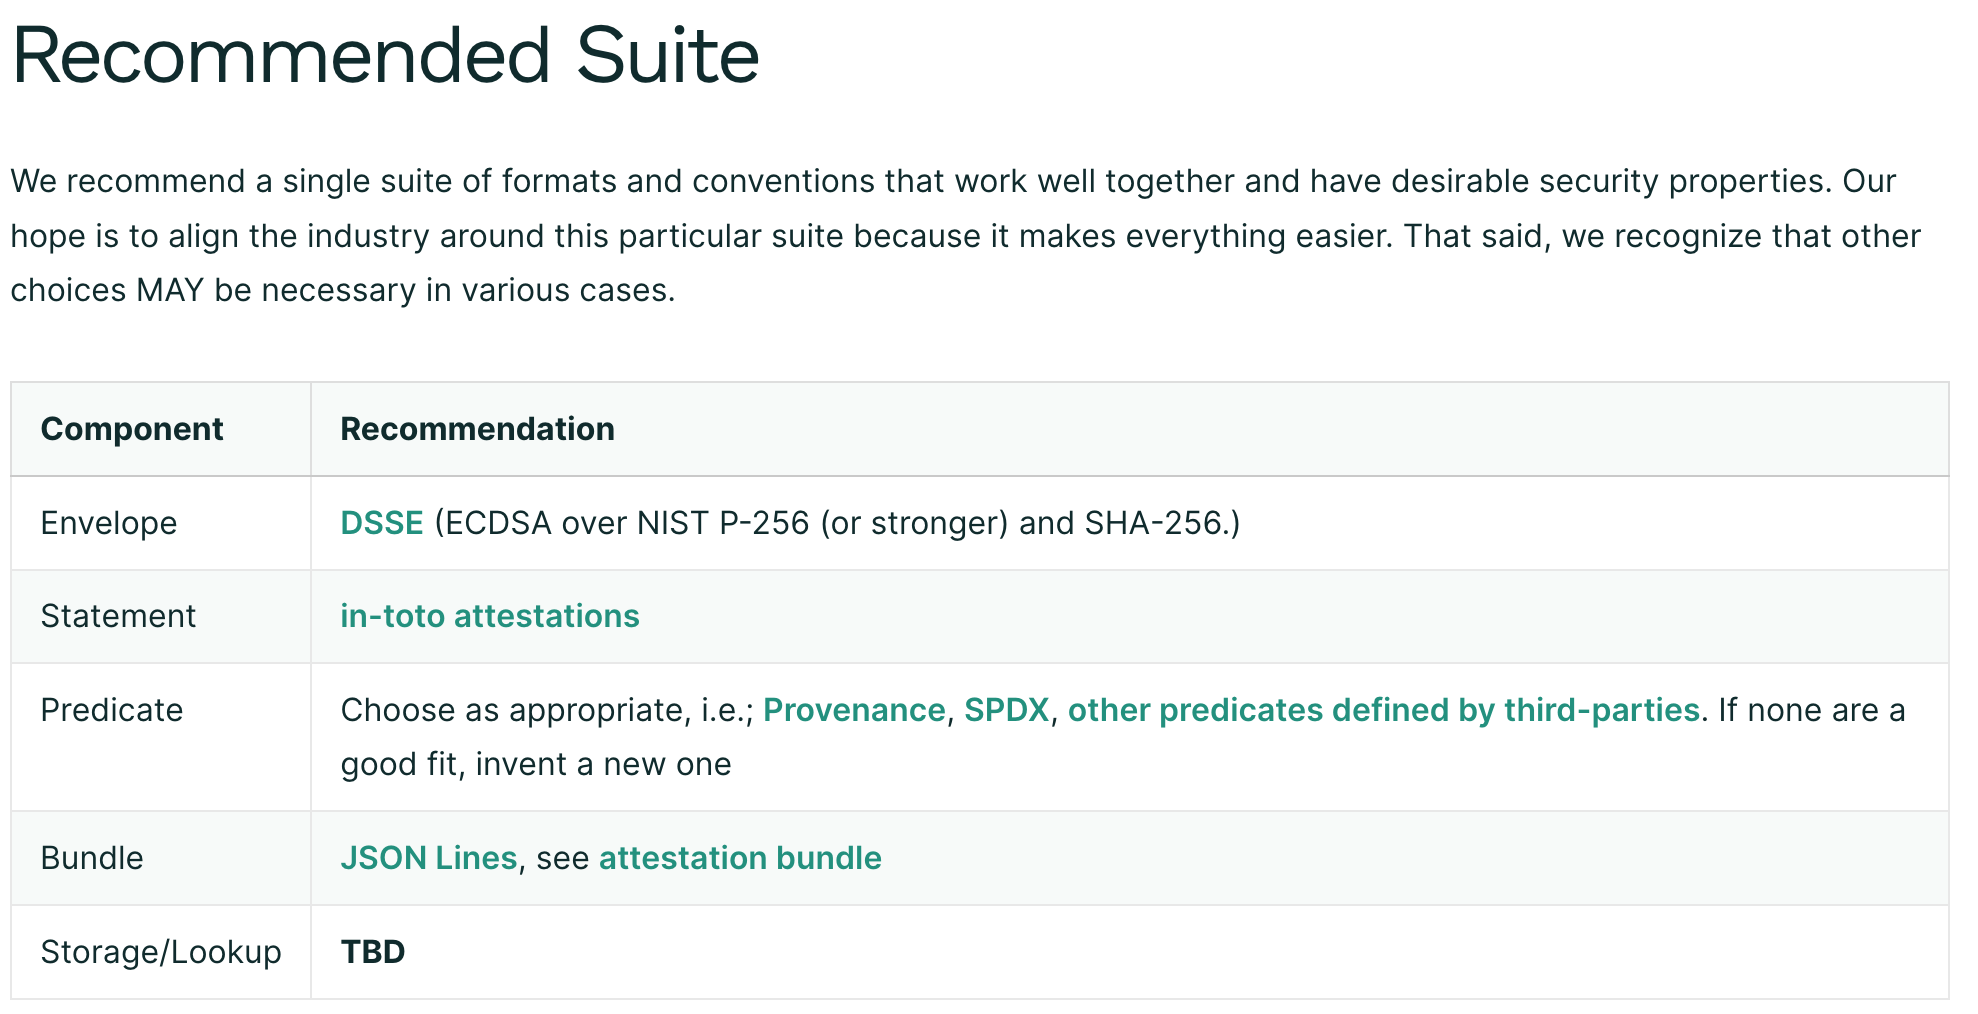 Recommended Suite
We recommend a single suite of formats and conventions that work well together and have desirable security properties. Our
hope is to align the industry around this particular suite because it makes everything easier. That said, we recognize that other
choices MAY be necessary in various cases.
Component Recommendation
Envelope DSSE (ECDSA over NIST P-256 (or stronger) and SHA-256.)
Statement in-toto attestations
Predicate Choose as appropriate, i.e.; Provenance, SPDX, other predicates defined by third-parties. If none are a
good fit, invent a new one
Bundle JSON Lines, see attestation bundle
Storage/Lookup TBD